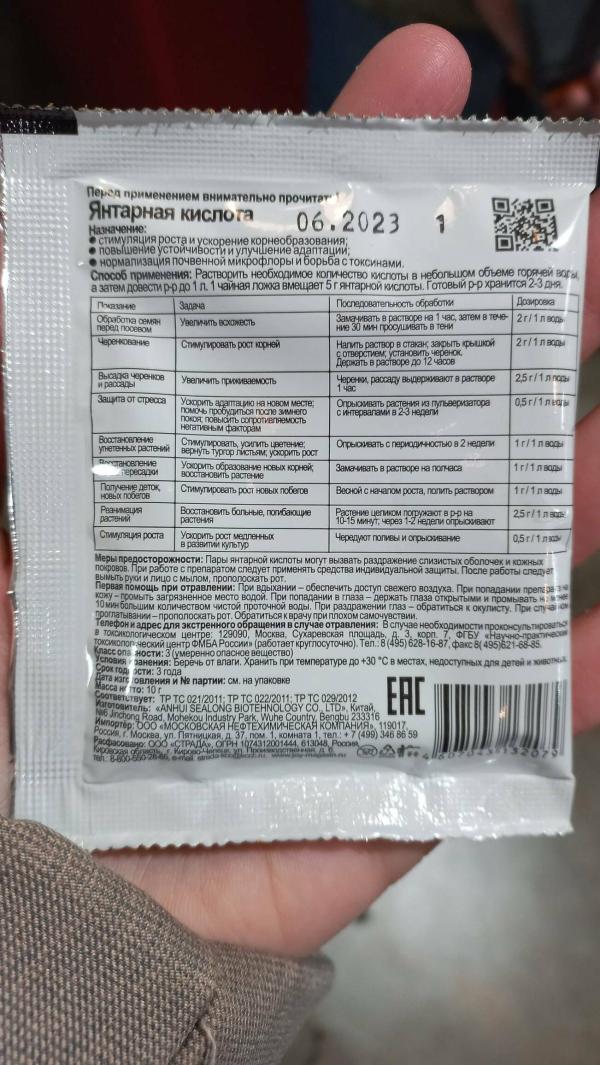 Перед применением внимательно прочитать!
Янтарная кислота
06.2023 1
Назначение:
● стимуляция роста и ускорение корнеобразования;
● повышение устойчивости и улучшение адаптации;
● нормализация почвенной микрофлоры и борьба с токсинами.
Способ применения: Растворить необходимое количество кислоты в небольшом объеме горячей воды,
а затем довести р-р до 1 л. 1 чайная ложка вмещает 5 г янтарной кислоты. Готовый р-р хранится 2-3 дня.
Показание Задача Последовательность обработки Дозировка
Обработка семян Увеличить всхожесть Замачивать в растворе на 1 час, затем в тече- 2 г / 1 л воды
перед посевом ние 30 мин просушивать в тени
Черенкование Стимулировать рост корней Налить раствор в стакан; закрыть крышкой 2 г / 1 л воды
с отверстием; установить черенок.
Держать в растворе до 12 часов
Высадка черенков Увеличить приживаемость Черенки, рассаду выдерживают в растворе 2,5 г / 1 л воды
и рассады 1 час
Защита от стресса Ускорить адаптацию на новом месте; Опрыскивать растения из пульверизатора 0,5 г / 1 л воды
помочь пробудиться после зимнего с интервалами в 2-3 недели
покоя; повысить сопротивляемость
негативным факторам
Восстановление Стимулировать, усилить цветение; Опрыскивать с периодичностью в 2 недели 1 г / 1 л воды
угнетенных растений вернуть тургор листьям; ускорить рост
Восстановление Ускорить образование новых корней; Замачивать в растворе на полчаса 1 г / 1 л воды
пересадки восстановить растение
Получение деток, Стимулировать рост новых побегов Весной с начала роста, полить раствором 1 г / 1 л воды
новых побегов
Реанимация Восстановить больные, погибающие Растение целиком погружают в р-р на 2,5 г / 1 л воды
растений растения 10-15 минут; через 1-2 недели опрыскивают
Стимуляция роста Ускорить рост медленных Чередуют поливы и опрыскивание 0,5 г / 1 л воды
в развитии культур
Меры предосторожности: Пары янтарной кислоты могут вызвать раздражение слизистых оболочек и кожных
покровов. При работе с препаратом следует применять средства индивидуальной защиты. После работы следует
вымыть руки и лицо с мылом, прополоскать рот.
Первая помощь при отравлении: При вдыхании – обеспечить доступ свежего воздуха. При попадании препарата на
кожу – промыть загрязненное место водой. При попадании в глаза – держать глаза открытыми и промывать не менее
10 мин большим количеством чистой проточной воды. При раздражении глаз – обратиться к окулисту. При случайном
проглатывании – прополоскать рот. Обратиться к врачу при плохом самочувствии.
Телефон и адрес для экстренного обращения в случае отравления: В случае необходимости проконсультироваться
в токсикологическом центре: 129090, Москва, Сухаревская площадь, д. 3, корп. 7, ФГБУ «Научно-практический
токсикологический центр ФМБА России» (работает круглосуточно). Тел.: 8 (495) 628-16-87, факс 8( 495)621-68-85.
Класс опасности: 3 (умеренно опасное вещество)
Условия хранения: Беречь от влаги. Хранить при температуре до +30 °С в местах, недоступных для детей и животных.
Срок годности: 3 года
Дата изготовления и № партии: см. на упаковке
Масса нетто: 10 г
Соответствует: ТР ТС 021/2011; ТР ТС 022/2011; ТР ТС 029/2012
Изготовитель: «ANHUI SEALONG BIOTENHNOLOGY CO., LTD», Китай,
№6 Jinchong Road, Mohekou Industry Park, Wuhe Country, Bengbu 233316
Импортёр: ООО «МОСКОВСКАЯ НЕФТЕХИМИЧЕСКАЯ КОМПАНИЯ», 119017,
Россия, г. Москва, ул. Пятницкая, д. 37, пом. 1, комната 1, тел.: + 7 (499) 346 86 59
Расфасовано: ООО «СТРАДА», ОГРН 1074312001444, 613048, Россия,
Кировская область, г. Кирово-Чепецк, ул. Производственная, д. 6,
тел.: 8-800-550-26-65, e-mail:
EAC
4607043